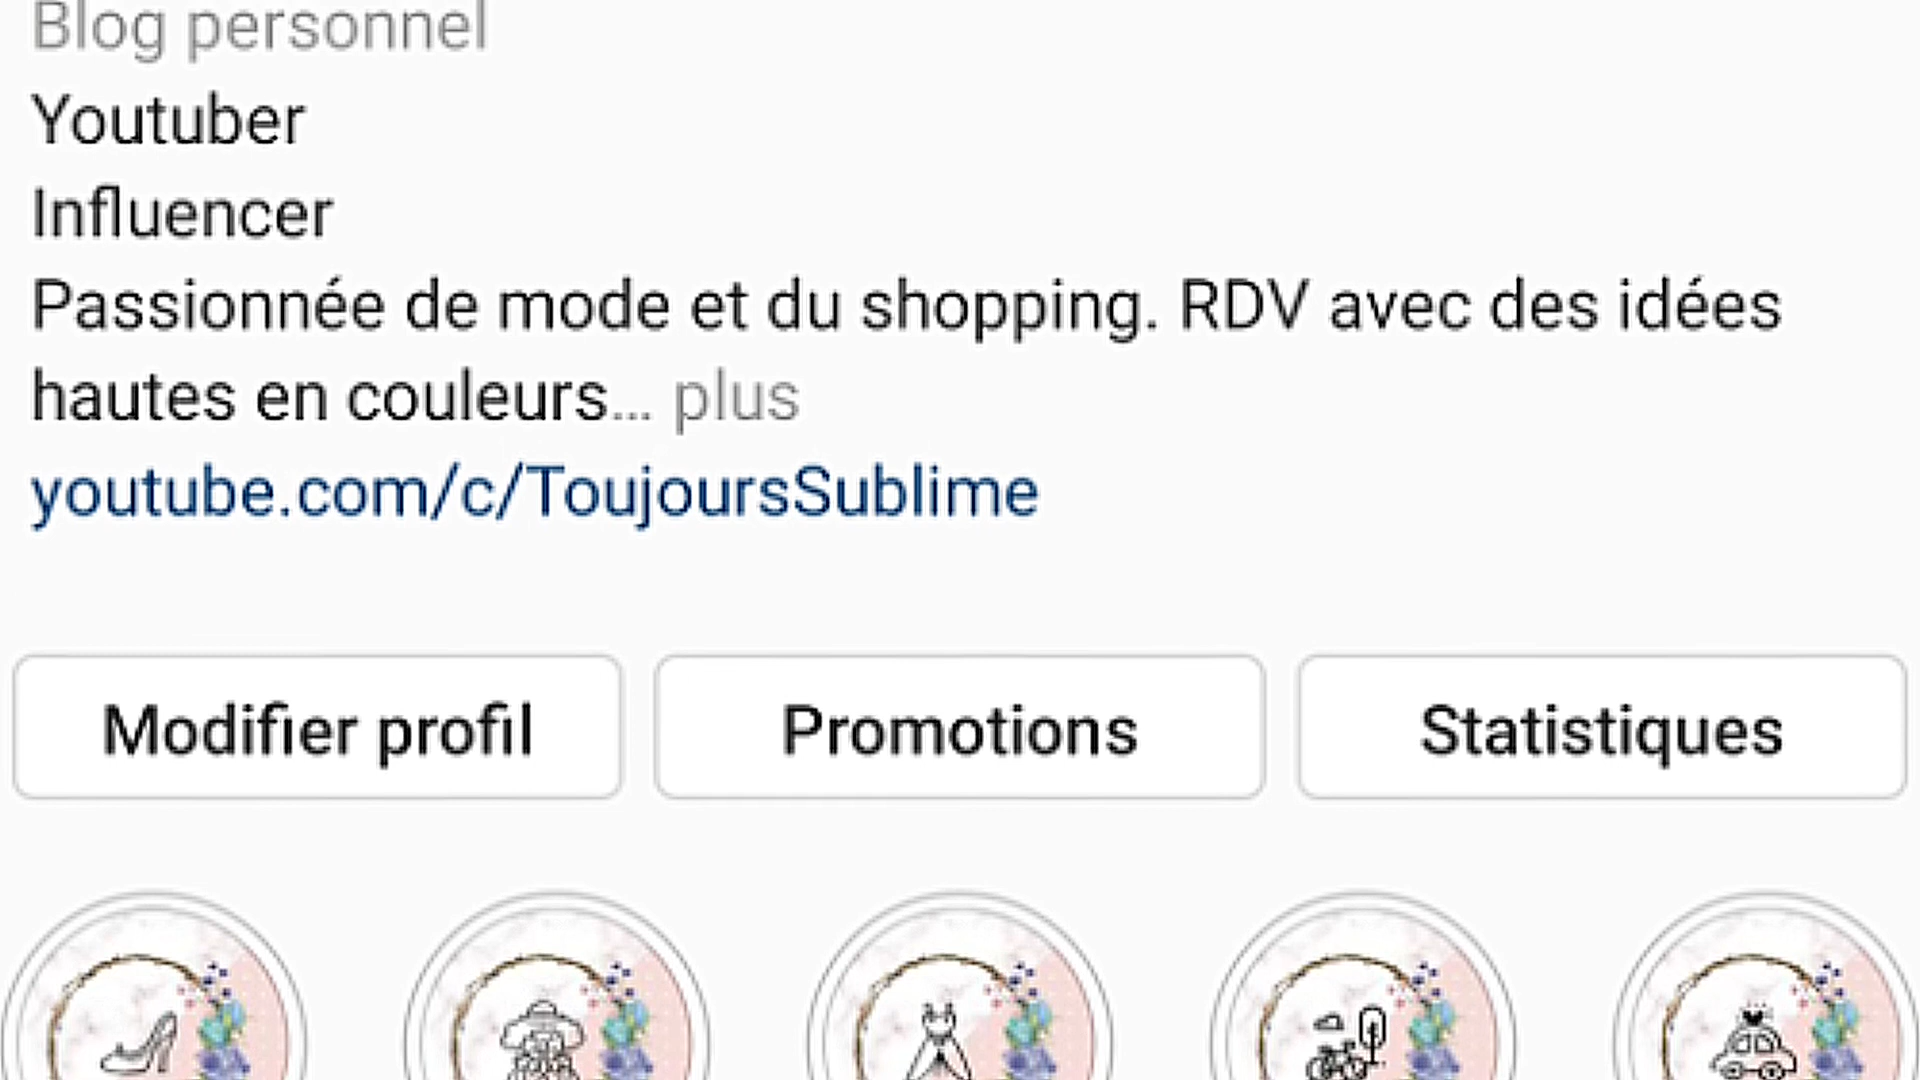 Blog personnel
Youtuber
Influencer
Passionnée de mode et du shopping. RDV avec des idées
hautes en couleurs... plus
youtube.com/c/ToujoursSublime
Modifier profil
Promotions
Statistiques